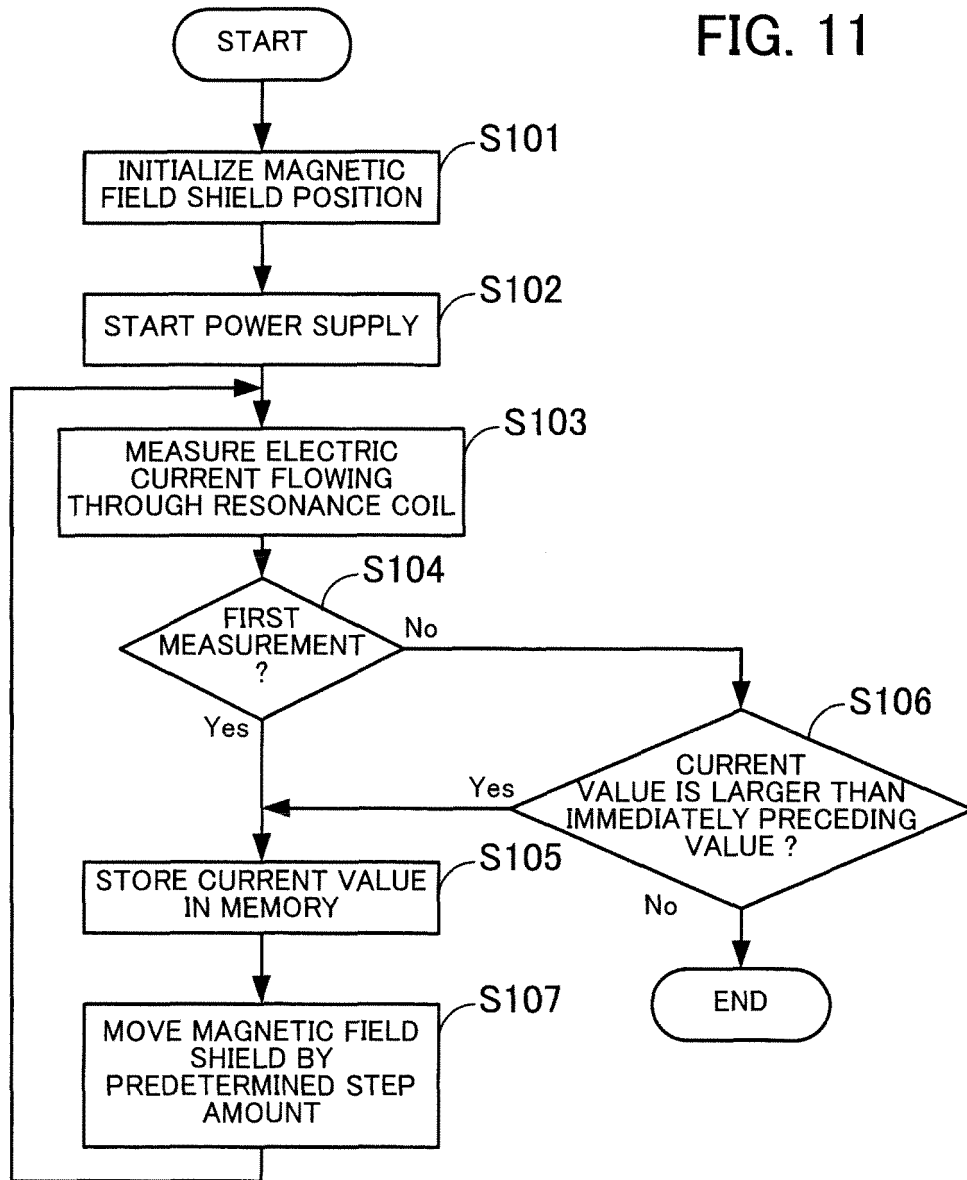 FIG. 11
START
S101
INITIALIZE MAGNETIC
FIELD SHIELD POSITION
S102
START POWER SUPPLY
S103
MEASURE ELECTRIC
CURRENT FLOWING
THROUGH RESONANCE COIL
S104
FIRST
MEASUREMENT
?
No
Yes
S106
CURRENT
VALUE IS LARGER THAN
IMMEDIATELY PRECEDING
VALUE ?
Yes
No
S105
STORE CURRENT VALUE
IN MEMORY
END
S107
MOVE MAGNETIC FIELD
SHIELD BY
PREDETERMINED STEP
AMOUNT